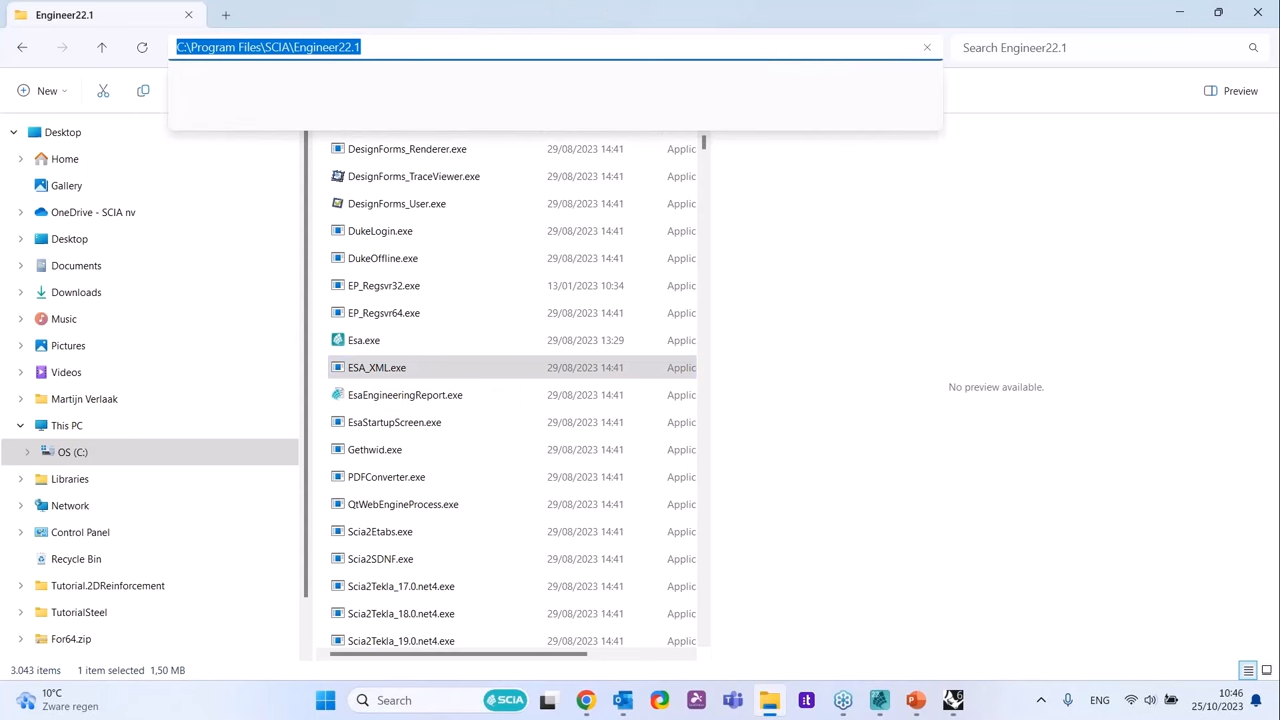 Engineer22.1
C:\Program Files\SCIA\Engineer22.1
Search Engineer22.1
New
Preview
Desktop
Home
Gallery
OneDrive - SCIA nv
Desktop
Documents
Downloads
Music
Pictures
Videos
Martijn Verlaak
This PC
OS (C:)
Libraries
Network
Control Panel
Recycle Bin
Tutorial.2DReinforcement
TutorialSteel
For64.zip
DesignForms_Renderer.exe 29/08/2023 14:41 Applic
DesignForms_TraceViewer.exe 29/08/2023 14:41 Applic
DesignForms_User.exe 29/08/2023 14:41 Applic
DukeLogin.exe 29/08/2023 14:41 Applic
DukeOffline.exe 29/08/2023 14:41 Applic
EP_Regsvr32.exe 13/01/2023 10:34 Applic
EP_Regsvr64.exe 29/08/2023 14:41 Applic
Esa.exe 29/08/2023 13:29 Applic
ESA_XML.exe 29/08/2023 14:41 Applic
EsaEngineeringReport.exe 29/08/2023 14:41 Applic
EsaStartupScreen.exe 29/08/2023 14:41 Applic
Gethwid.exe 29/08/2023 14:41 Applic
PDFConverter.exe 29/08/2023 14:41 Applic
QtWebEngineProcess.exe 29/08/2023 14:41 Applic
Scia2Etabs.exe 29/08/2023 14:41 Applic
Scia2SDNF.exe 29/08/2023 14:41 Applic
Scia2Tekla_17.0.net4.exe 29/08/2023 14:41 Applic
Scia2Tekla_18.0.net4.exe 29/08/2023 14:41 Applic
Scia2Tekla_19.0.net4.exe 29/08/2023 14:41 Applic
No preview available.
3.043 items 1 item selected 1,50 MB
10°C
Zware regen
Search
SCIA
ENG
10:46
25/10/2023